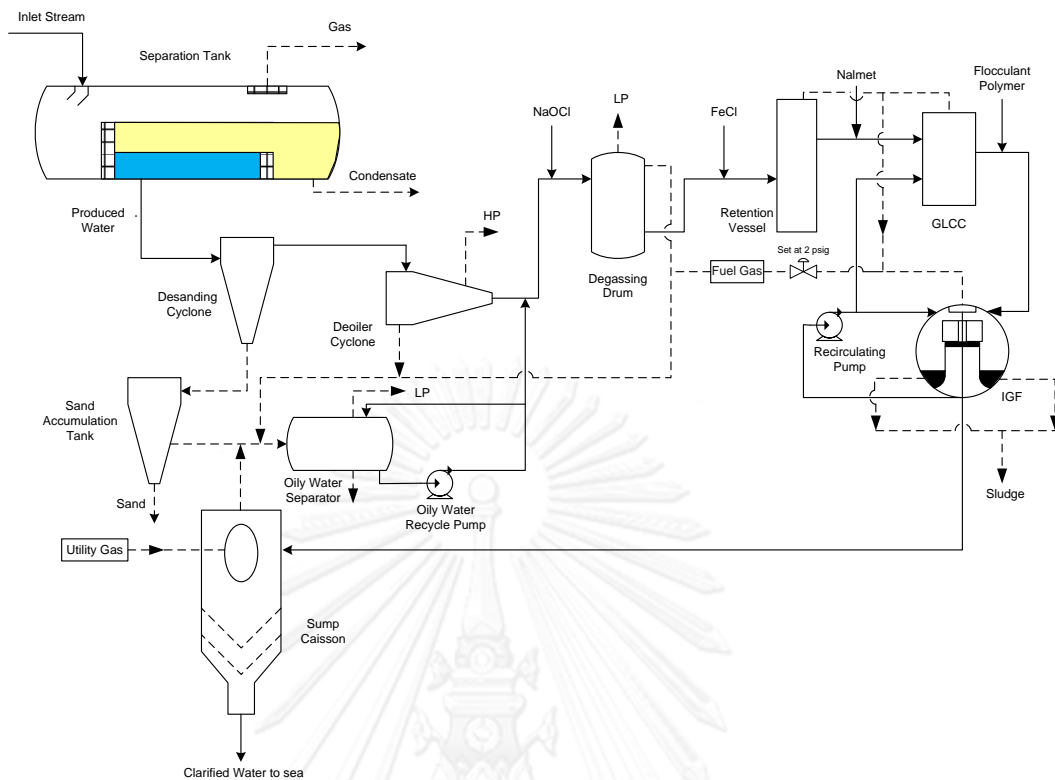 Inlet Stream
Gas
Separation Tank
Condensate
Produced
Water
Desanding
Cyclone
HP
Deoiler
Cyclone
NaOCl
LP
Degassing
Drum
FeCl
Retention
Vessel
Nalmet
GLCC
Flocculant
Polymer
Set at 2 psig
Fuel Gas
Recirculating
Pump
IGF
Sludge
Sand
Accumulation
Tank
Sand
LP
Oily Water
Separator
Oily Water
Recycle Pump
Utility Gas
Sump
Caisson
Clarified Water to sea